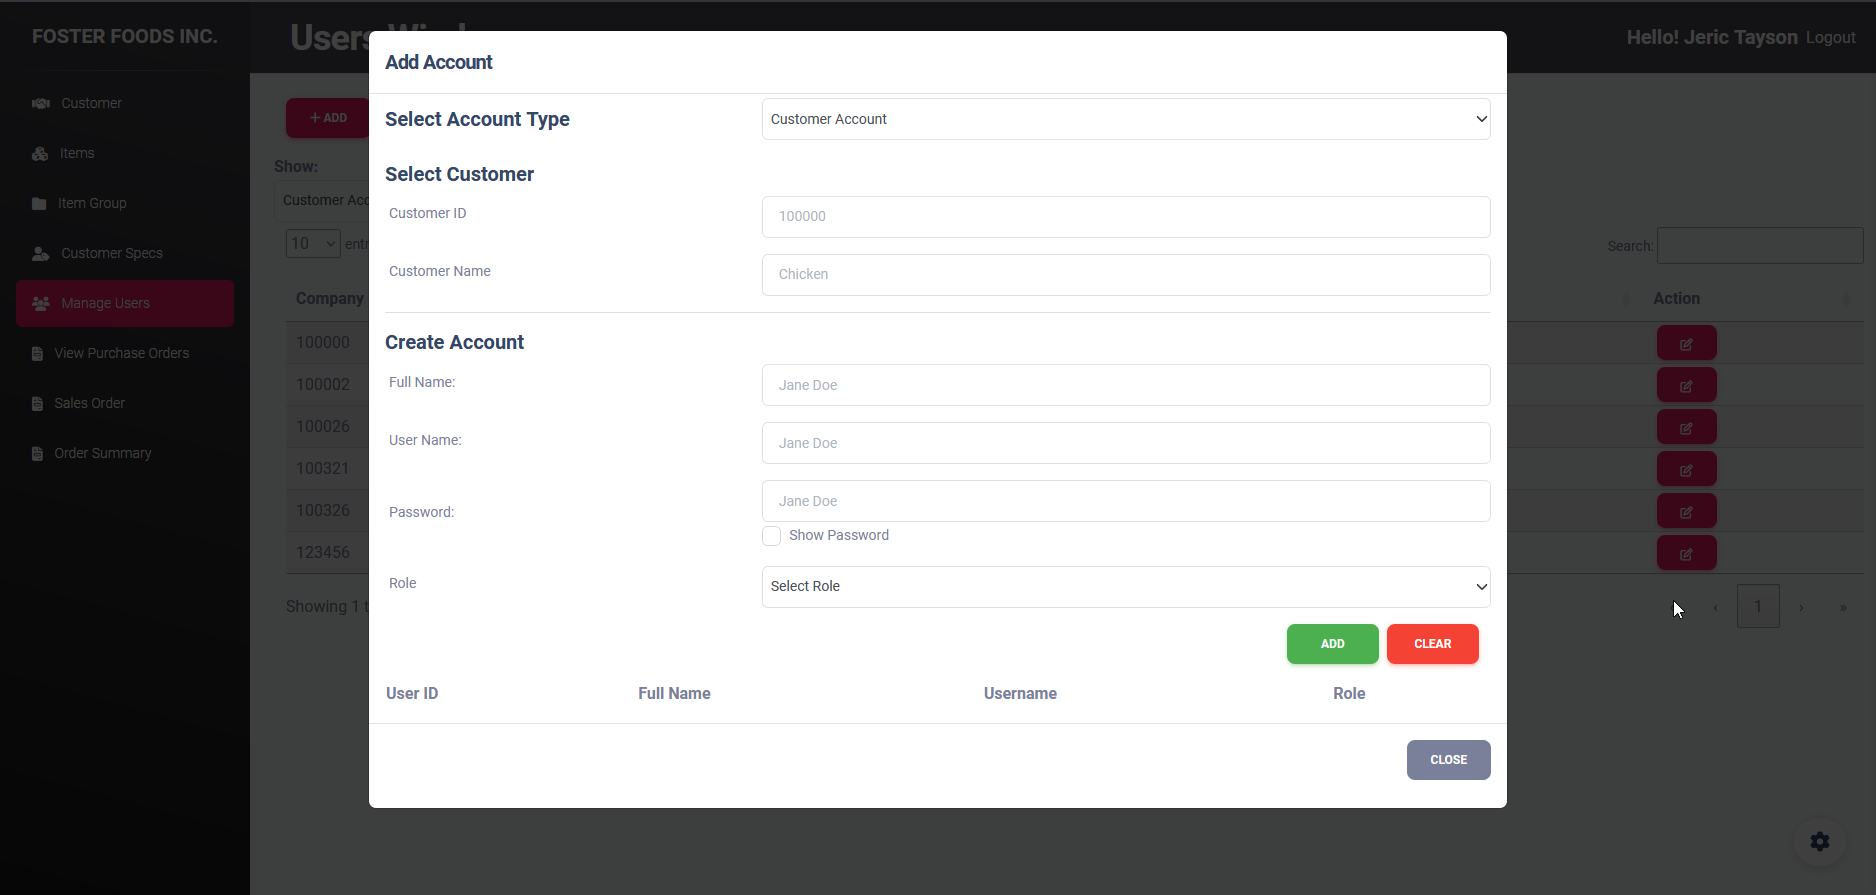 FOSTER FOODS INC.
Users
Hello! Jeric Tayson Logout
Customer
Items
Item Group
Customer Specs
Manage Users
View Purchase Orders
Sales Order
Order Summary
+ ADD
Show:
Customer Acc
10 entr
Search:
Company
Action
100000
100002
100026
100321
100326
123456
Showing 1 t
‹ 1 › »
Add Account
Select Account Type
Customer Account
Select Customer
Customer ID
100000
Customer Name
Chicken
Create Account
Full Name:
Jane Doe
User Name:
Jane Doe
Password:
Jane Doe
Show Password
Role
Select Role
ADD CLEAR
User ID Full Name Username Role
CLOSE